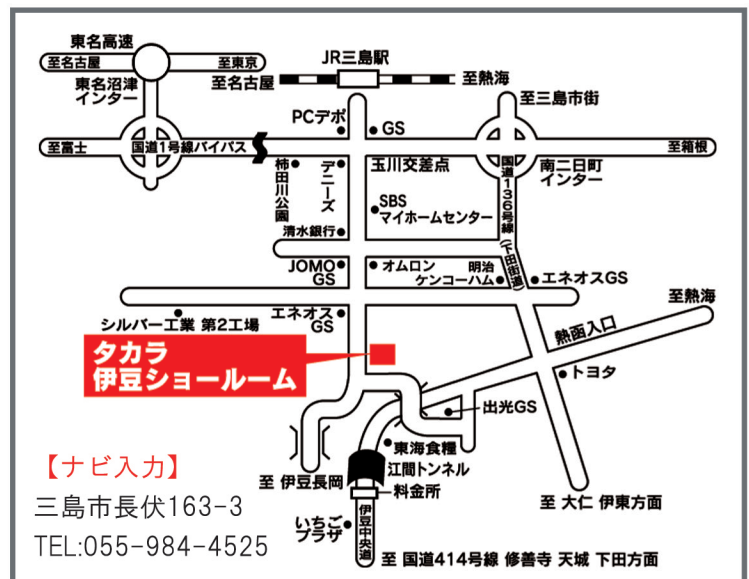 東名高速
至名古屋
至東京
東名沼津
インター
JR三島駅
至名古屋
至熱海
至三島市街
PCデポ
GS
至富士
国道1号線バイパス
至箱根
柿田川公園
デニーズ
玉川交差点
国道136号線(下田街道)
南二日町
インター
SBS
マイホームセンター
清水銀行
JOMO
GS
オムロン
明治
ケンコーハム
エネオスGS
至熱海
シルバー工業 第2工場
エネオス
GS
熱函入口
タカラ
伊豆ショールーム
トヨタ
出光GS
東海食糧
江間トンネル
料金所
至 伊豆長岡
至 大仁 伊東方面
いちご
プラザ
伊豆中央道
至 国道414号線 修善寺 天城 下田方面
【ナビ入力】
三島市長伏163-3
TEL:055-984-4525